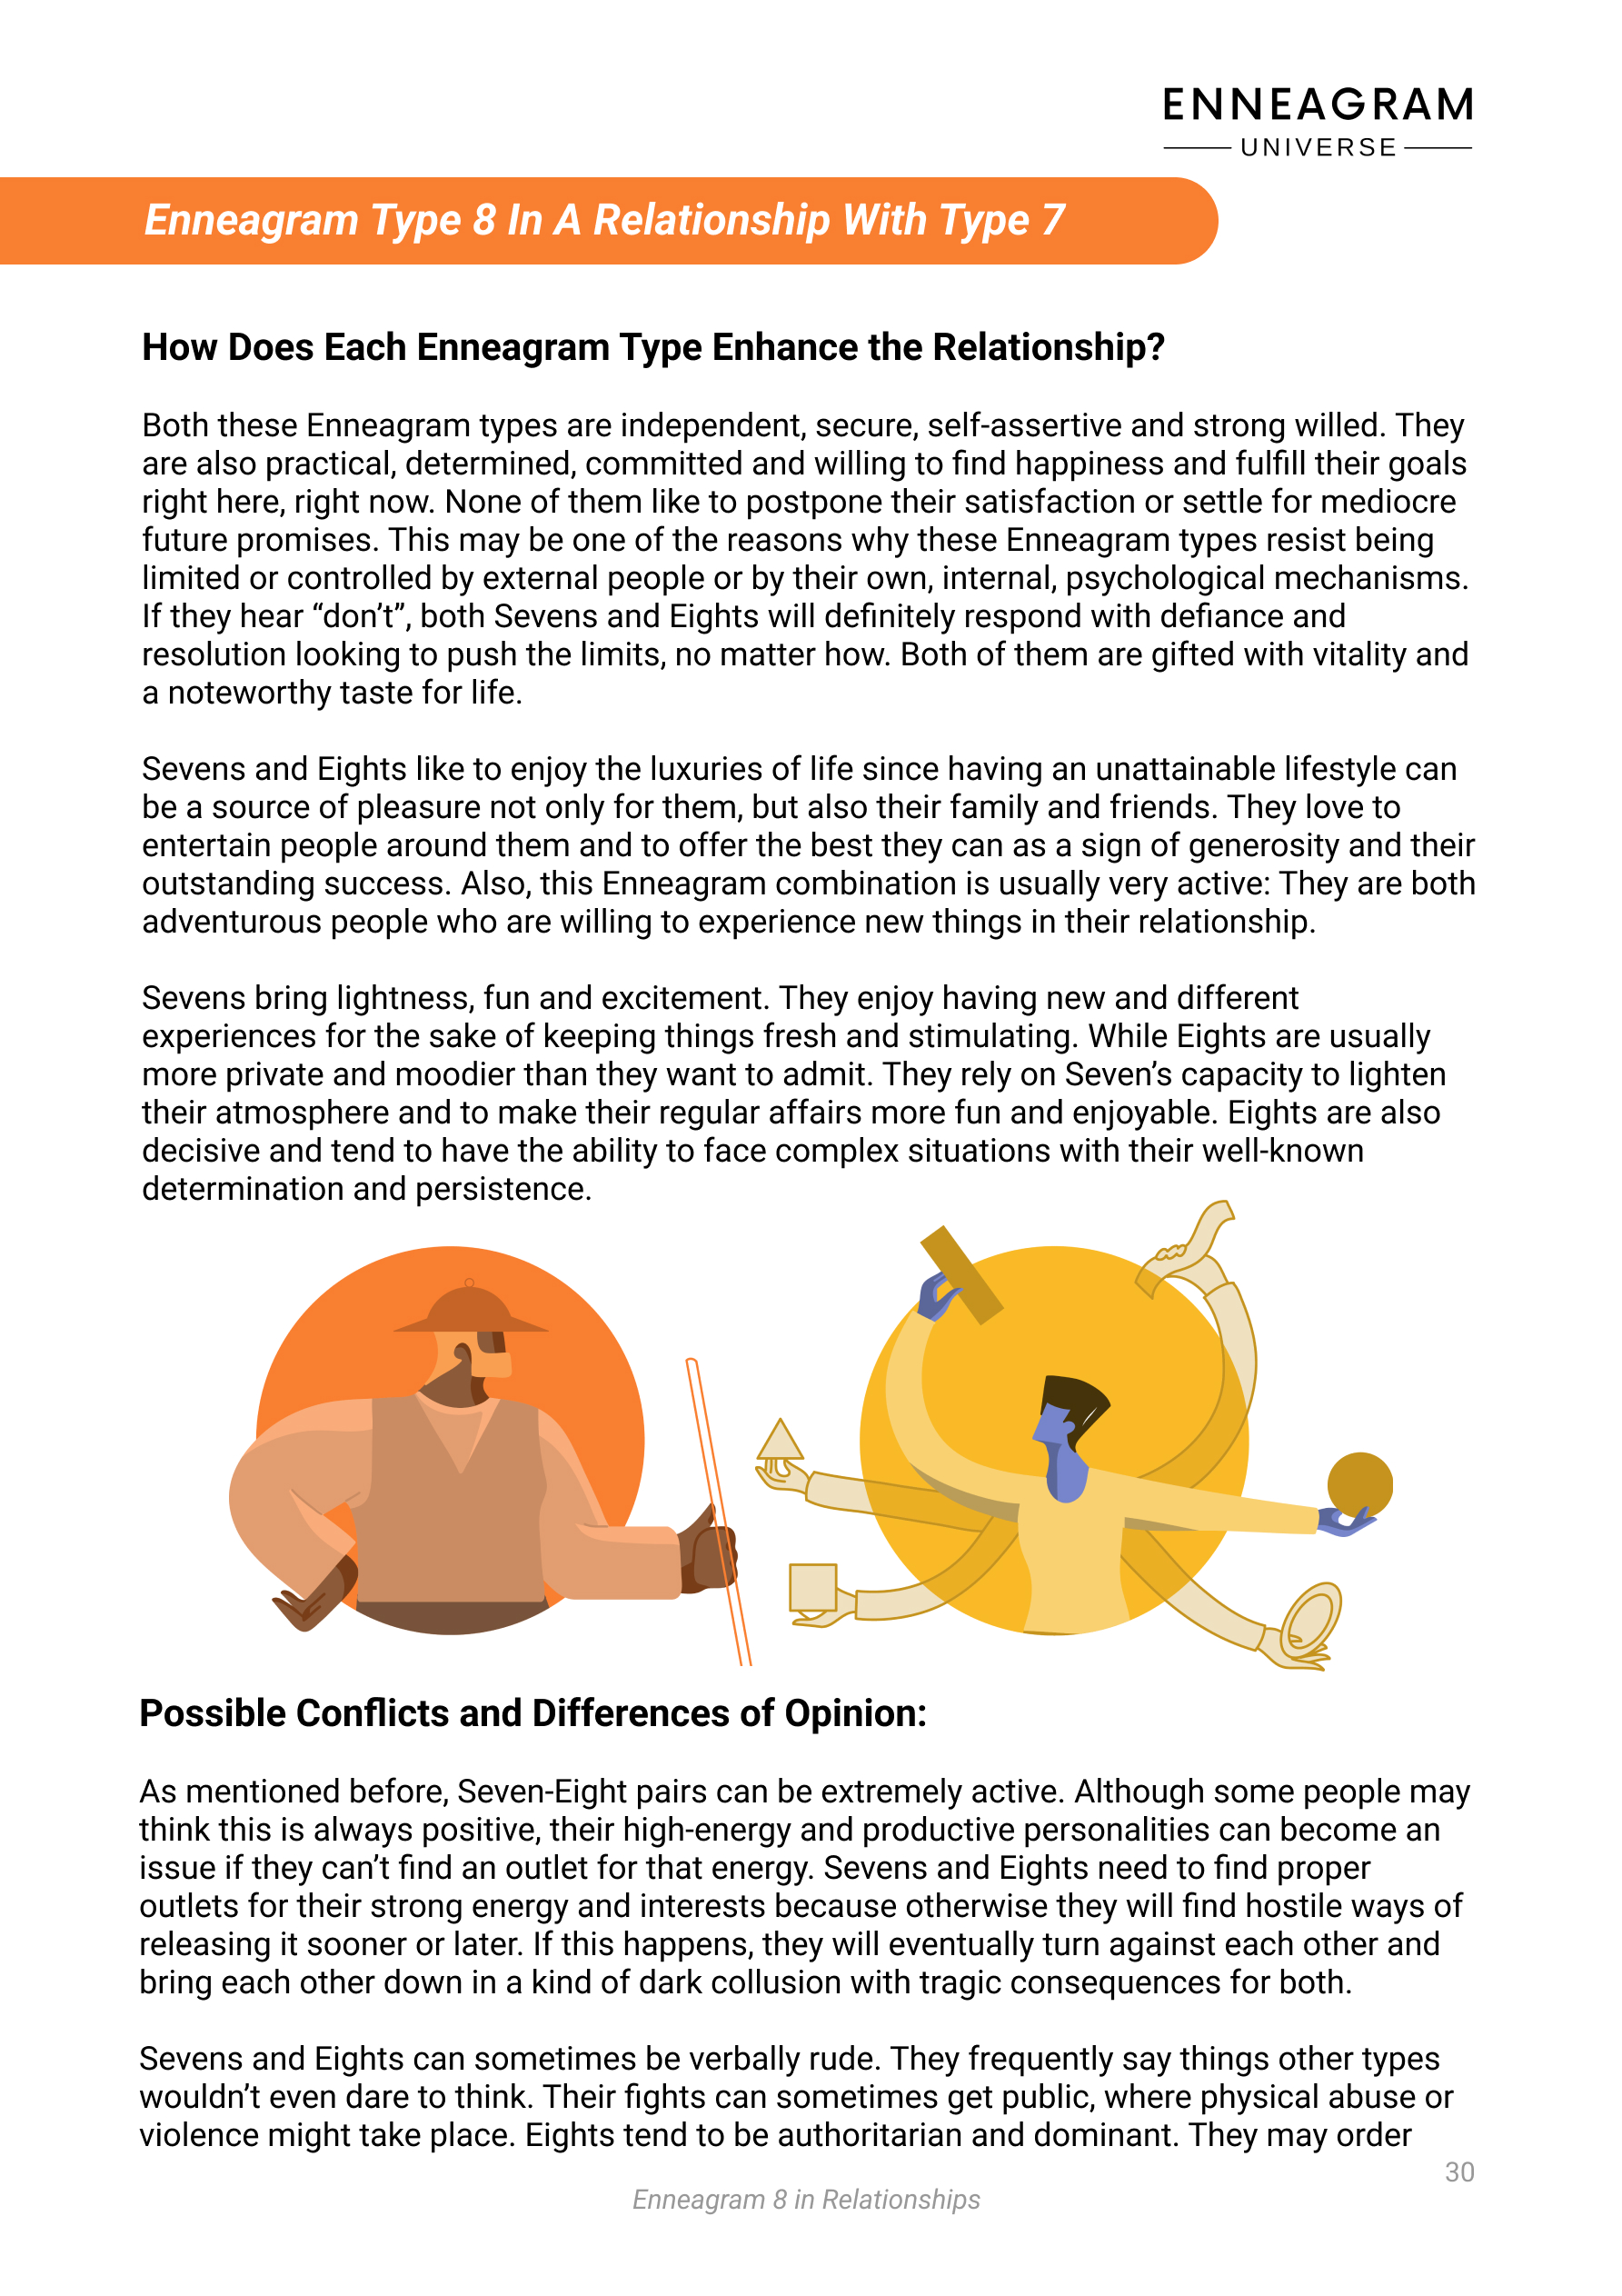 ENNEAGRAM
UNIVERSE
Enneagram Type 8 In A Relationship With Type 7
How Does Each Enneagram Type Enhance the Relationship?
Both these Enneagram types are independent, secure, self-assertive and strong willed. They
are also practical, determined, committed and willing to find happiness and fulfill their goals
right here, right now. None of them like to postpone their satisfaction or settle for mediocre
future promises. This may be one of the reasons why these Enneagram types resist being
limited or controlled by external people or by their own, internal, psychological mechanisms.
If they hear “don’t”, both Sevens and Eights will definitely respond with defiance and
resolution looking to push the limits, no matter how. Both of them are gifted with vitality and
a noteworthy taste for life.
Sevens and Eights like to enjoy the luxuries of life since having an unattainable lifestyle can
be a source of pleasure not only for them, but also their family and friends. They love to
entertain people around them and to offer the best they can as a sign of generosity and their
outstanding success. Also, this Enneagram combination is usually very active: They are both
adventurous people who are willing to experience new things in their relationship.
Sevens bring lightness, fun and excitement. They enjoy having new and different
experiences for the sake of keeping things fresh and stimulating. While Eights are usually
more private and moodier than they want to admit. They rely on Seven’s capacity to lighten
their atmosphere and to make their regular affairs more fun and enjoyable. Eights are also
decisive and tend to have the ability to face complex situations with their well-known
determination and persistence.
Possible Conflicts and Differences of Opinion:
As mentioned before, Seven-Eight pairs can be extremely active. Although some people may
think this is always positive, their high-energy and productive personalities can become an
issue if they can’t find an outlet for that energy. Sevens and Eights need to find proper
outlets for their strong energy and interests because otherwise they will find hostile ways of
releasing it sooner or later. If this happens, they will eventually turn against each other and
bring each other down in a kind of dark collusion with tragic consequences for both.
Sevens and Eights can sometimes be verbally rude. They frequently say things other types
wouldn’t even dare to think. Their fights can sometimes get public, where physical abuse or
violence might take place. Eights tend to be authoritarian and dominant. They may order
30
Enneagram 8 in Relationships